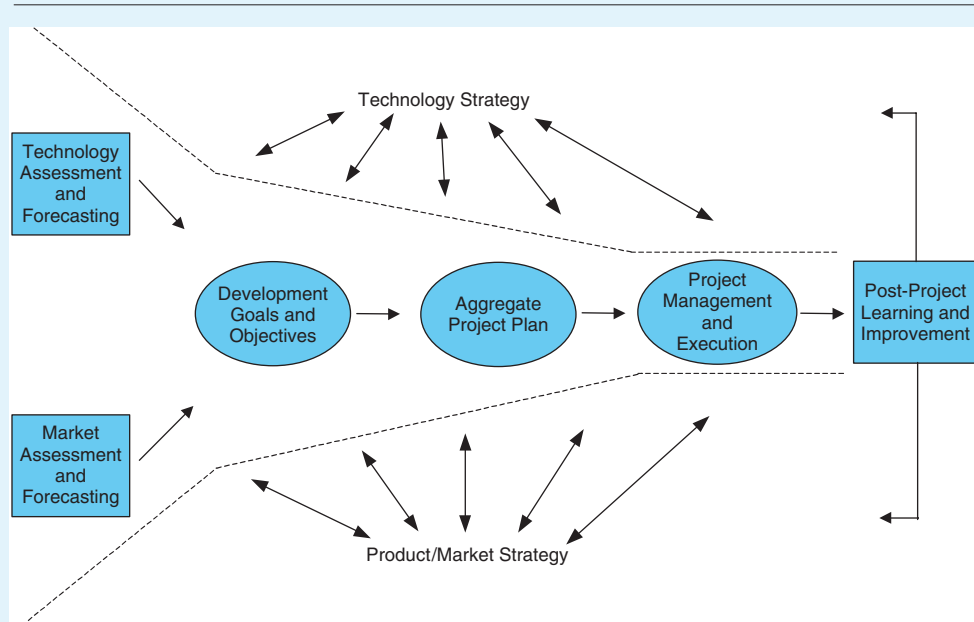 Technology Strategy
Technology
Assessment
and
Forecasting
Development
Goals and
Objectives
Aggregate
Project Plan
Project
Management
and
Execution
Post-Project
Learning and
Improvement
Market
Assessment
and
Forecasting
Product/Market Strategy